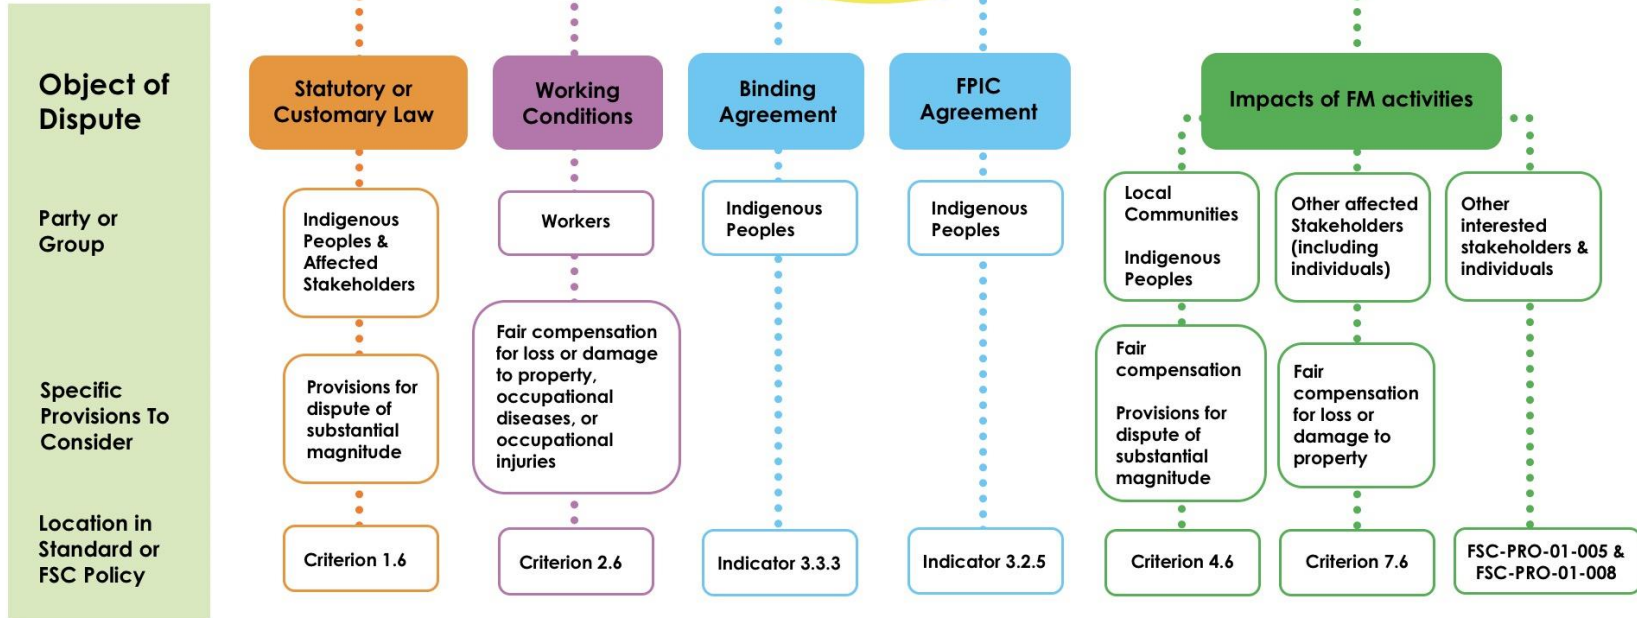 Object of
Dispute
Statutory or
Customary Law
Working
Conditions
Binding
Agreement
FPIC
Agreement
Impacts of FM activities
Party or
Group
Indigenous
Peoples &
Affected
Stakeholders
Workers
Indigenous
Peoples
Indigenous
Peoples
Local
Communities
Indigenous
Peoples
Other affected
Stakeholders
(including
individuals)
Other
interested
stakeholders &
individuals
Specific
Provisions To
Consider
Provisions for
dispute of
substantial
magnitude
Fair compensation
for loss or damage
to property,
occupational
diseases, or
occupational
injuries
Fair
compensation
Provisions for
dispute of
substantial
magnitude
Fair
compensation
for loss or
damage to
property
Location in
Standard or
FSC Policy
Criterion 1.6
Criterion 2.6
Indicator 3.3.3
Indicator 3.2.5
Criterion 4.6
Criterion 7.6
FSC-PRO-01-005 &
FSC-PRO-01-008